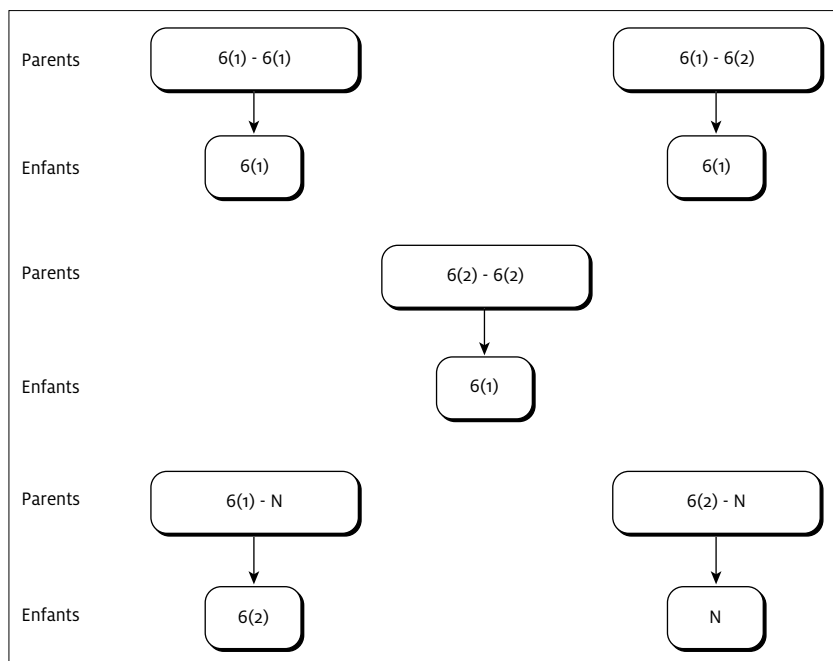 Parents 6(1) - 6(1) 6(1) - 6(2)
Enfants 6(1) 6(1)
Parents 6(2) - 6(2)
Enfants 6(1)
Parents 6(1) - N 6(2) - N
Enfants 6(2) N